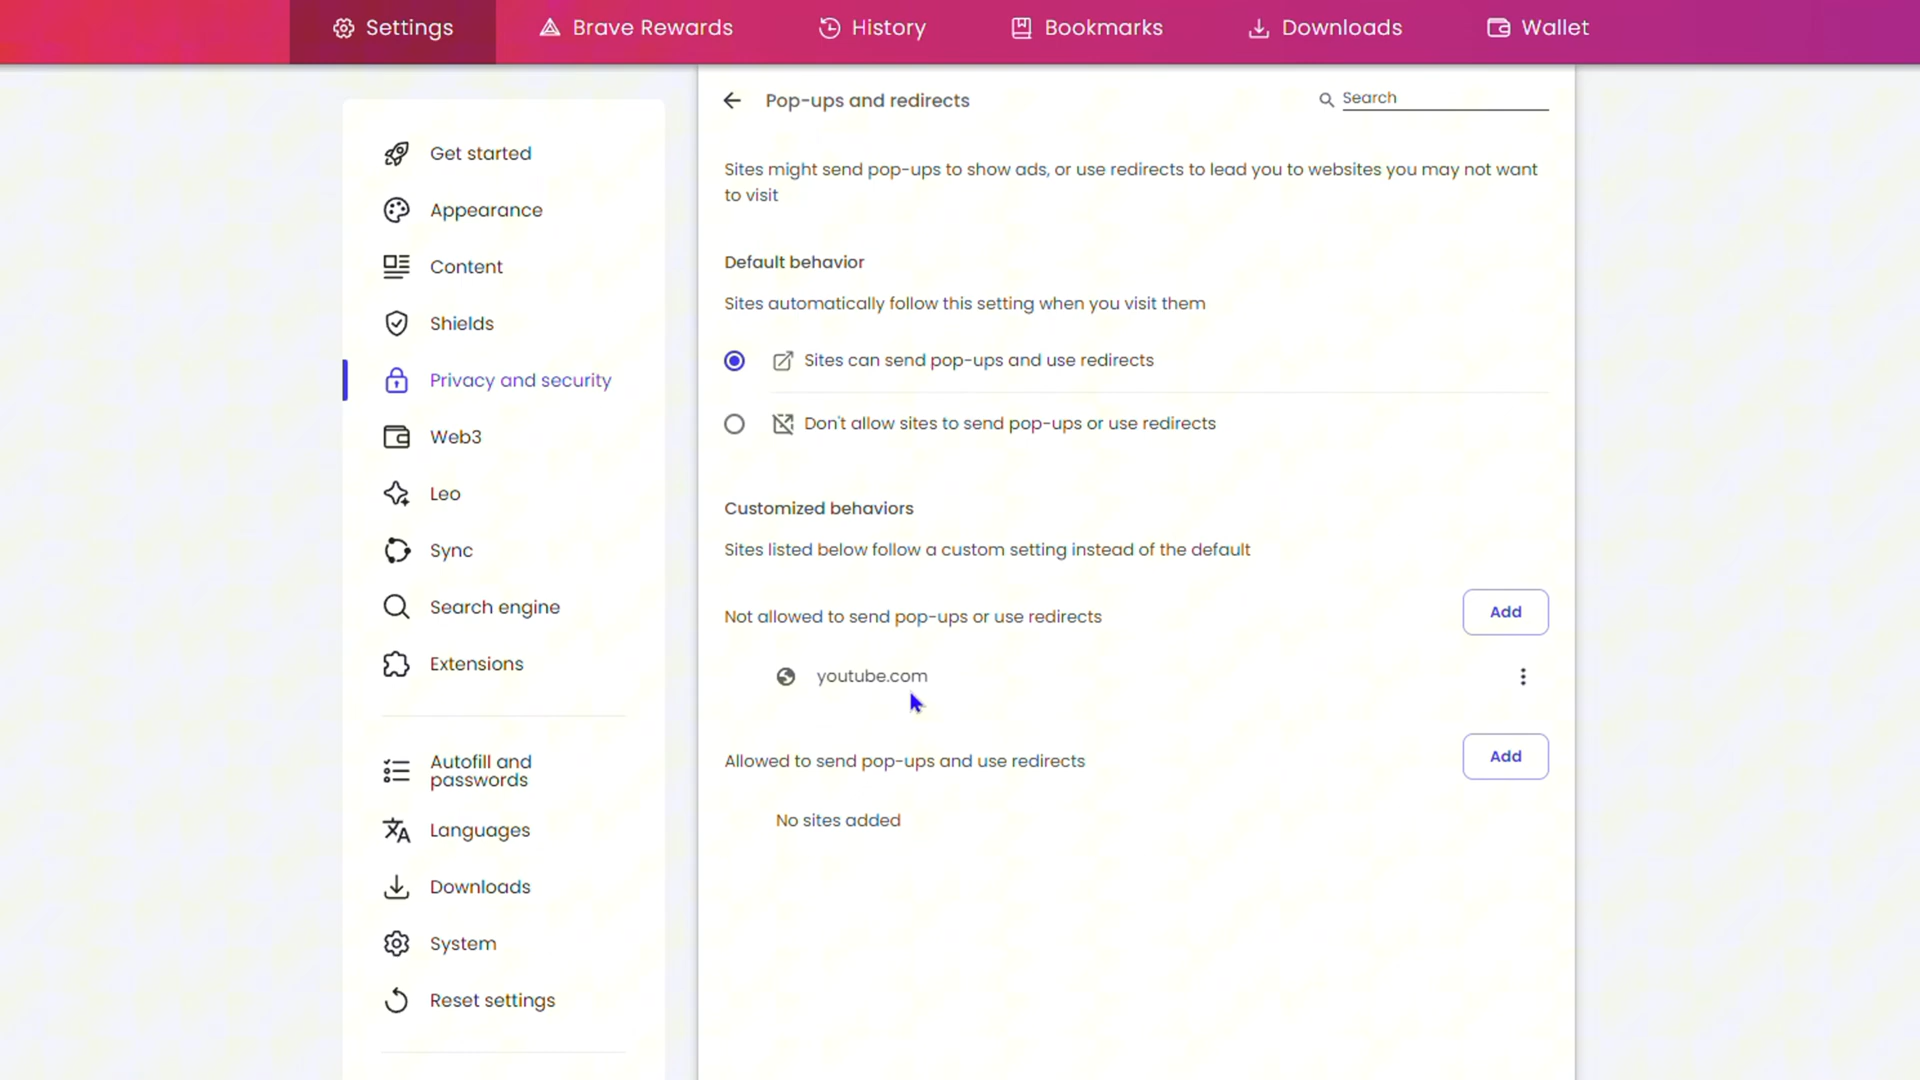 Settings
Brave Rewards
History
Bookmarks
Downloads
Wallet
Get started
Appearance
Content
Shields
Privacy and security
Web3
Leo
Sync
Search engine
Extensions
Autofill and
passwords
Languages
Downloads
System
Reset settings
Pop-ups and redirects
Search
Sites might send pop-ups to show ads, or use redirects to lead you to websites you may not want
to visit
Default behavior
Sites automatically follow this setting when you visit them
Sites can send pop-ups and use redirects
Don't allow sites to send pop-ups or use redirects
Customized behaviors
Sites listed below follow a custom setting instead of the default
Not allowed to send pop-ups or use redirects
Add
youtube.com
Allowed to send pop-ups and use redirects
Add
No sites added